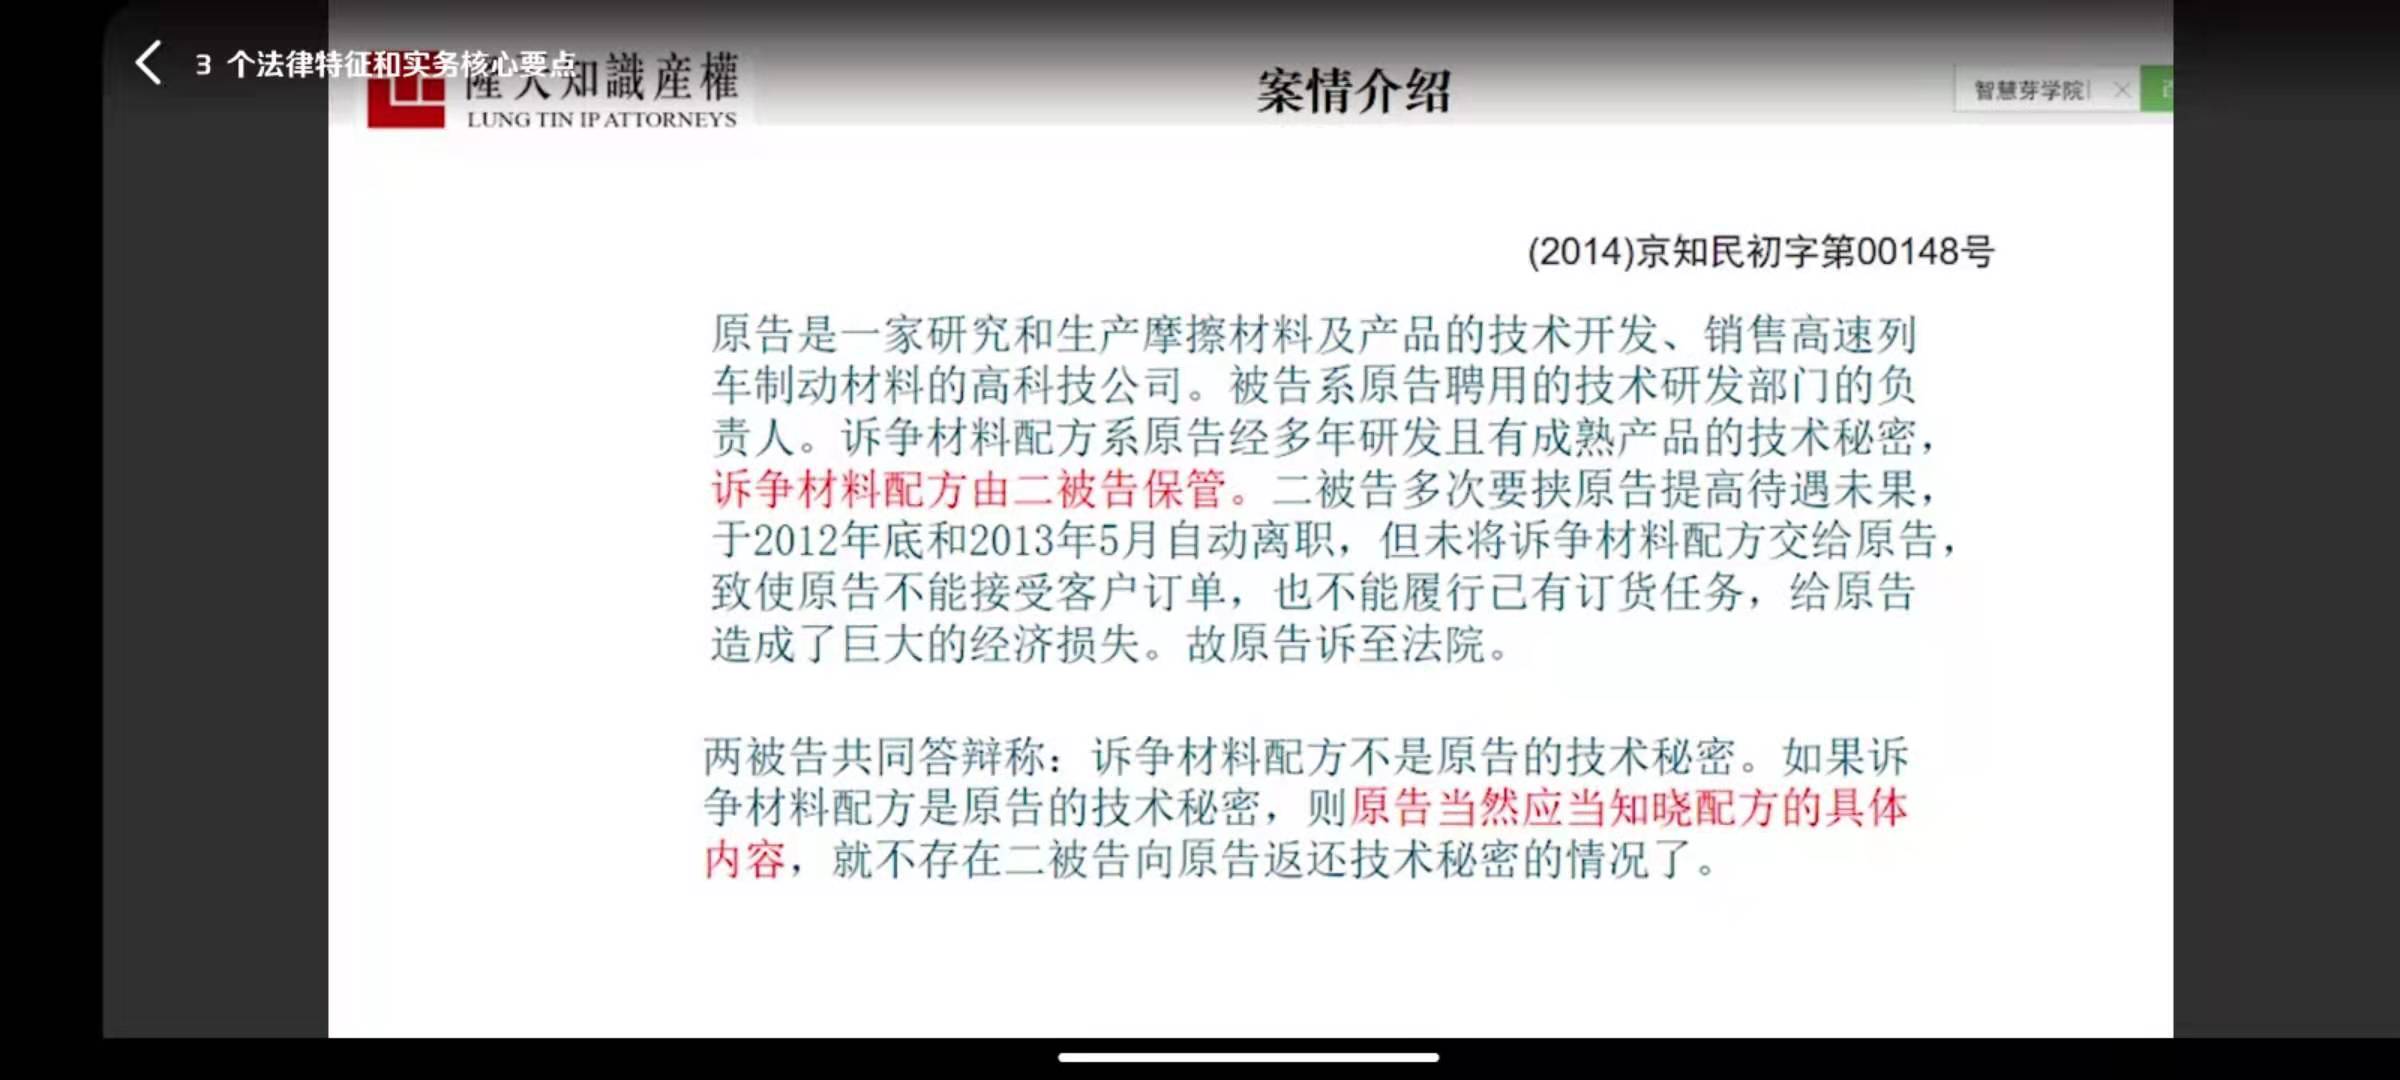 3 个法律特征和实务核心要点
隆天知識産權
LUNG TIN IP ATTORNEYS
案情介绍
智慧芽学院
(2014)京知民初字第00148号
原告是一家研究和生产摩擦材料及产品的技术开发、销售高速列
车制动材料的高科技公司。被告系原告聘用的技术研发部门的负
责人。诉争材料配方系原告经多年研发且有成熟产品的技术秘密，
诉争材料配方由二被告保管。二被告多次要挟原告提高待遇未果，
于2012年底和2013年5月自动离职，但未将诉争材料配方交给原告，
致使原告不能接受客户订单，也不能履行已有订货任务，给原告
造成了巨大的经济损失。故原告诉至法院。
两被告共同答辩称：诉争材料配方不是原告的技术秘密。如果诉
争材料配方是原告的技术秘密，则原告当然应当知晓配方的具体
内容，就不存在二被告向原告返还技术秘密的情况了。